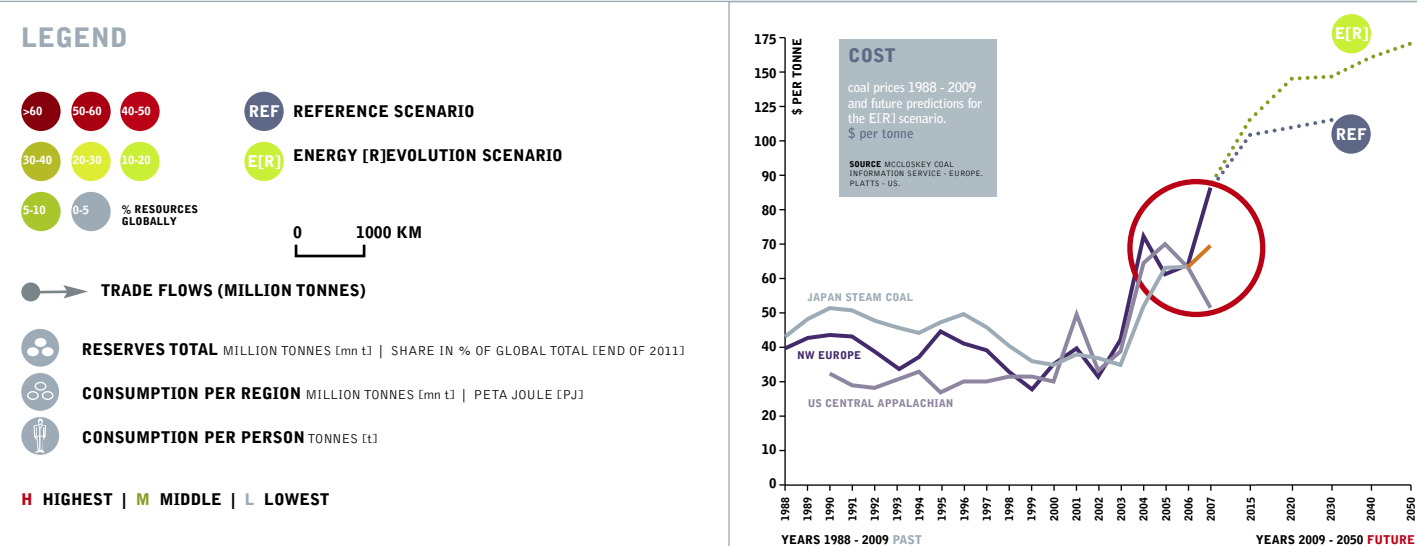 LEGEND
>60 50-60 40-50
REF REFERENCE SCENARIO
30-40 20-30 10-20
E[R] ENERGY [R]EVOLUTION SCENARIO
5-10 0-5 % RESOURCES
GLOBALLY
0 1000 KM
TRADE FLOWS (MILLION TONNES)
RESERVES TOTAL MILLION TONNES [mn t] | SHARE IN % OF GLOBAL TOTAL [END OF 2011]
CONSUMPTION PER REGION MILLION TONNES [mn t] | PETA JOULE [PJ]
CONSUMPTION PER PERSON TONNES [t]
H HIGHEST | M MIDDLE | L LOWEST
175
150
125
100
90
80
70
60
50
40
30
20
10
0
$ PER TONNE
COST
coal prices 1988 - 2009
and future predictions for
the E[R] scenario.
$ per tonne
SOURCE MCCLOSKEY COAL
INFORMATION SERVICE - EUROPE.
PLATTS - US.
E[R]
REF
JAPAN STEAM COAL
NW EUROPE
US CENTRAL APPALACHIAN
1988 1989 1990 1991 1992 1993 1994 1995 1996 1997 1998 1999 2000 2001 2002 2003 2004 2005 2006 2007 2015 2020 2030 2040 2050
YEARS 1988 - 2009 PAST
YEARS 2009 - 2050 FUTURE